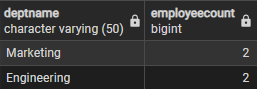 deptname employeecount
character varying (50) bigint
Marketing 2
Engineering 2